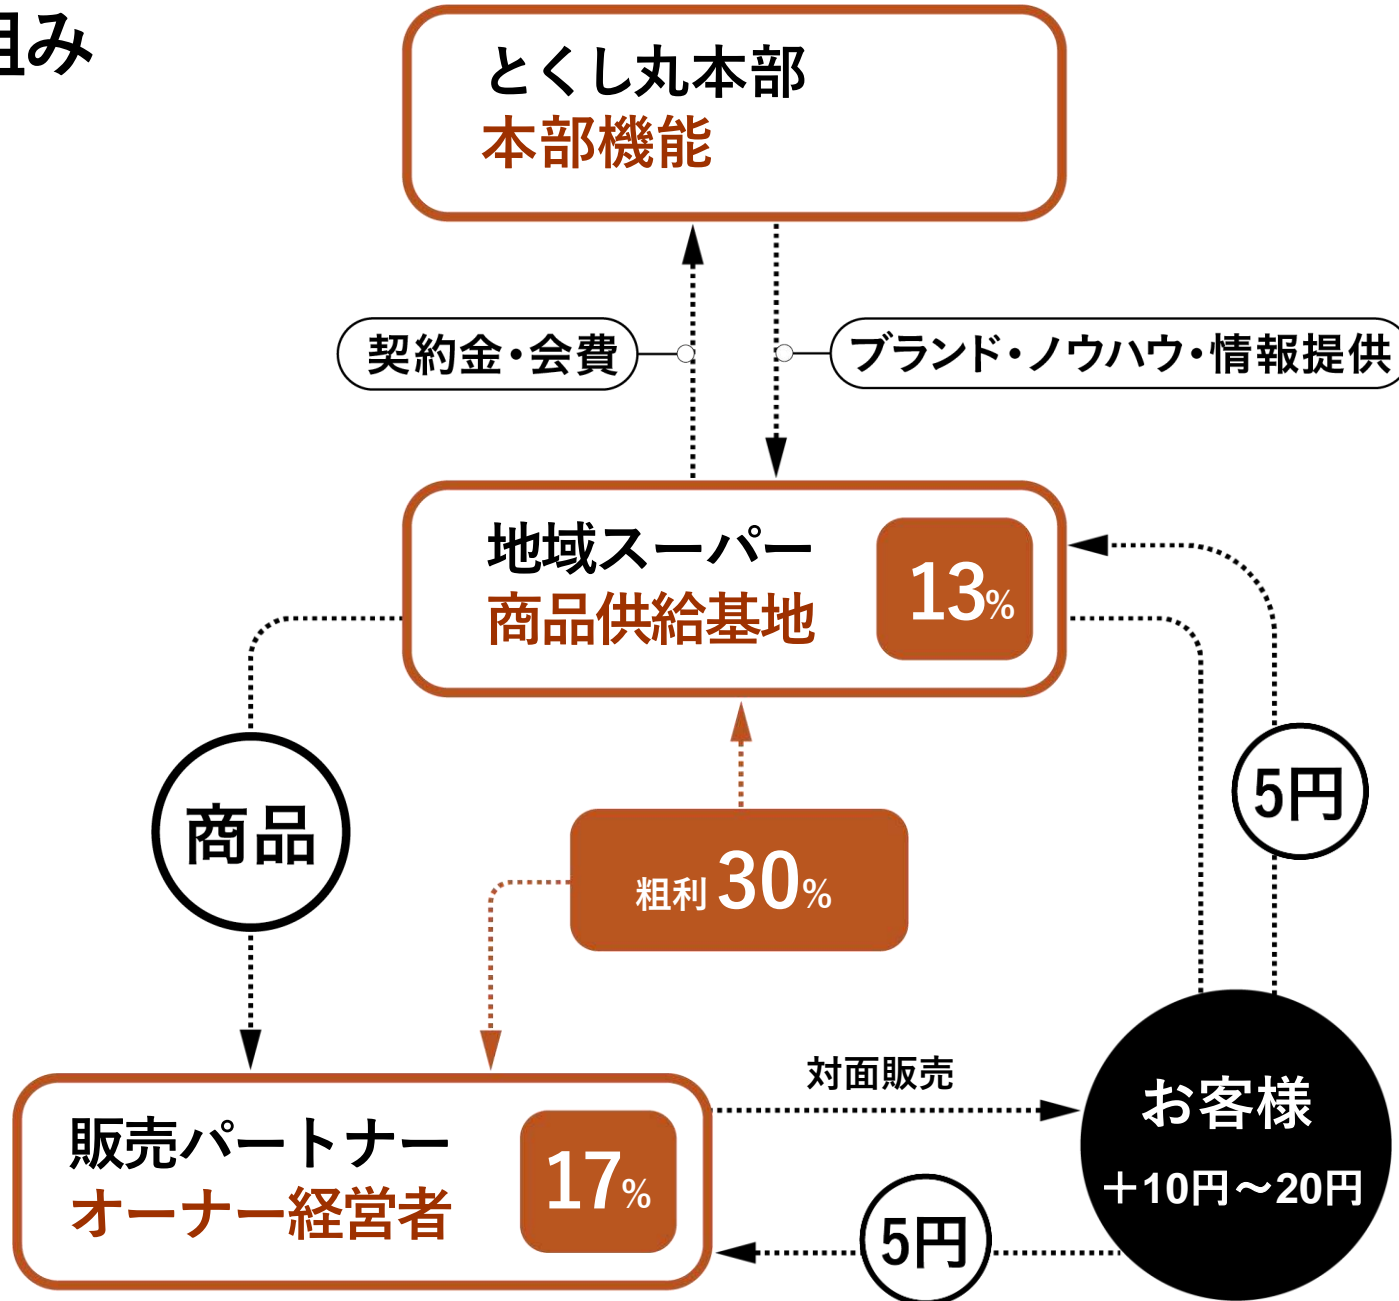 組み
とくし丸本部
本部機能
契約金・会費
ブランド・ノウハウ・情報提供
地域スーパー
商品供給基地
13%
商品
5円
粗利 30%
対面販売
販売パートナー
オーナー経営者
17%
お客様
＋10円〜20円
5円